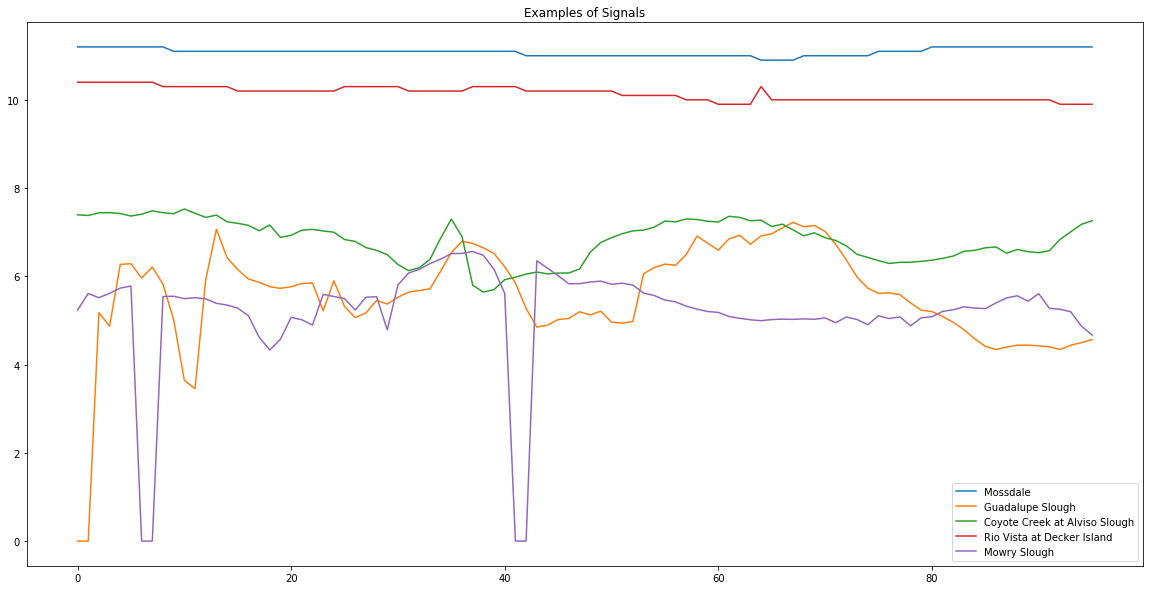 Examples of Signals
10
8
6
4
2
0
0 20 40 60 80
Mossdale
Guadalupe Slough
Coyote Creek at Alviso Slough
Rio Vista at Decker Island
Mowry Slough